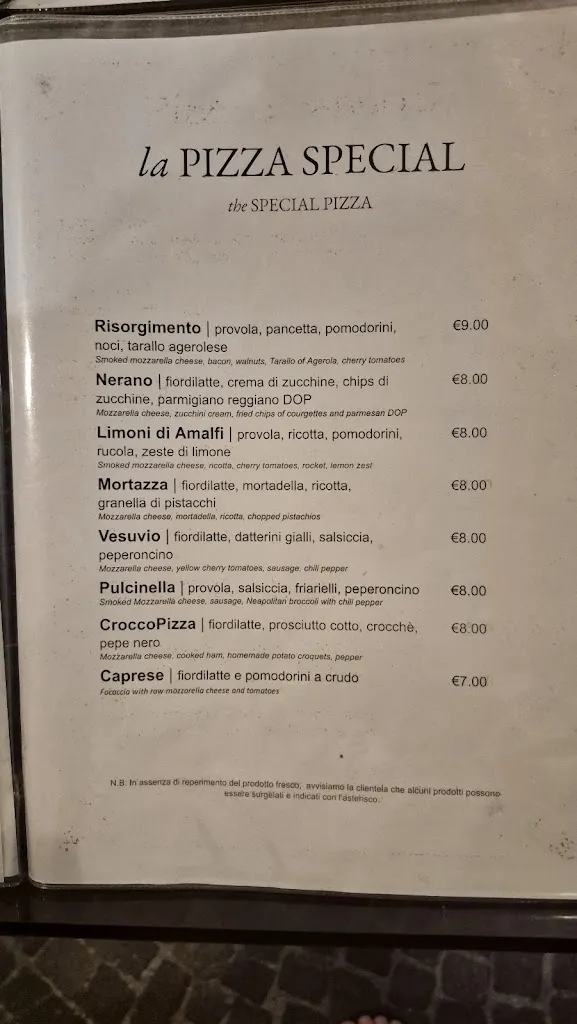 la PIZZA SPECIAL
the SPECIAL PIZZA
Risorgimento | provola, pancetta, pomodorini, €9.00
noci, tarallo agerolese
Smoked mozzarella cheese, bacon, walnuts, Tarallo of Agerola, cherry tomatoes
Nerano | fiordilatte, crema di zucchine, chips di €8.00
zucchine, parmigiano reggiano DOP
Mozzarella cheese, zucchini cream, fried chips of courgettes and parmesan DOP
Limoni di Amalfi | provola, ricotta, pomodorini, €8.00
rucola, zeste di limone
Smoked mozzarella cheese, ricotta, cherry tomatoes, rocket, lemon zest
Mortazza | fiordilatte, mortadella, ricotta, €8.00
granella di pistacchi
Mozzarella cheese, mortadella, ricotta, chopped pistachios
Vesuvio | fiordilatte, datterini gialli, salsiccia, €8.00
peperoncino
Mozzarella cheese, yellow cherry tomatoes, sausage, chili pepper
Pulcinella | provola, salsiccia, friarielli, peperoncino €8.00
Smoked Mozzarella cheese, sausage, Neapolitan broccoli with chili pepper
CroccoPizza | fiordilatte, prosciutto cotto, crocchè, €8.00
pepe nero
Mozzarella cheese, cooked ham, homemade potato croquets, pepper
Caprese | fiordilatte e pomodorini a crudo €7.00
Focaccia with raw mozzarella cheese and tomatoes
N.B. In assenza di reperimento del prodotto fresco, avvisiamo la clientela che alcuni prodotti possono
essere surgelati e indicati con l'asterisco.